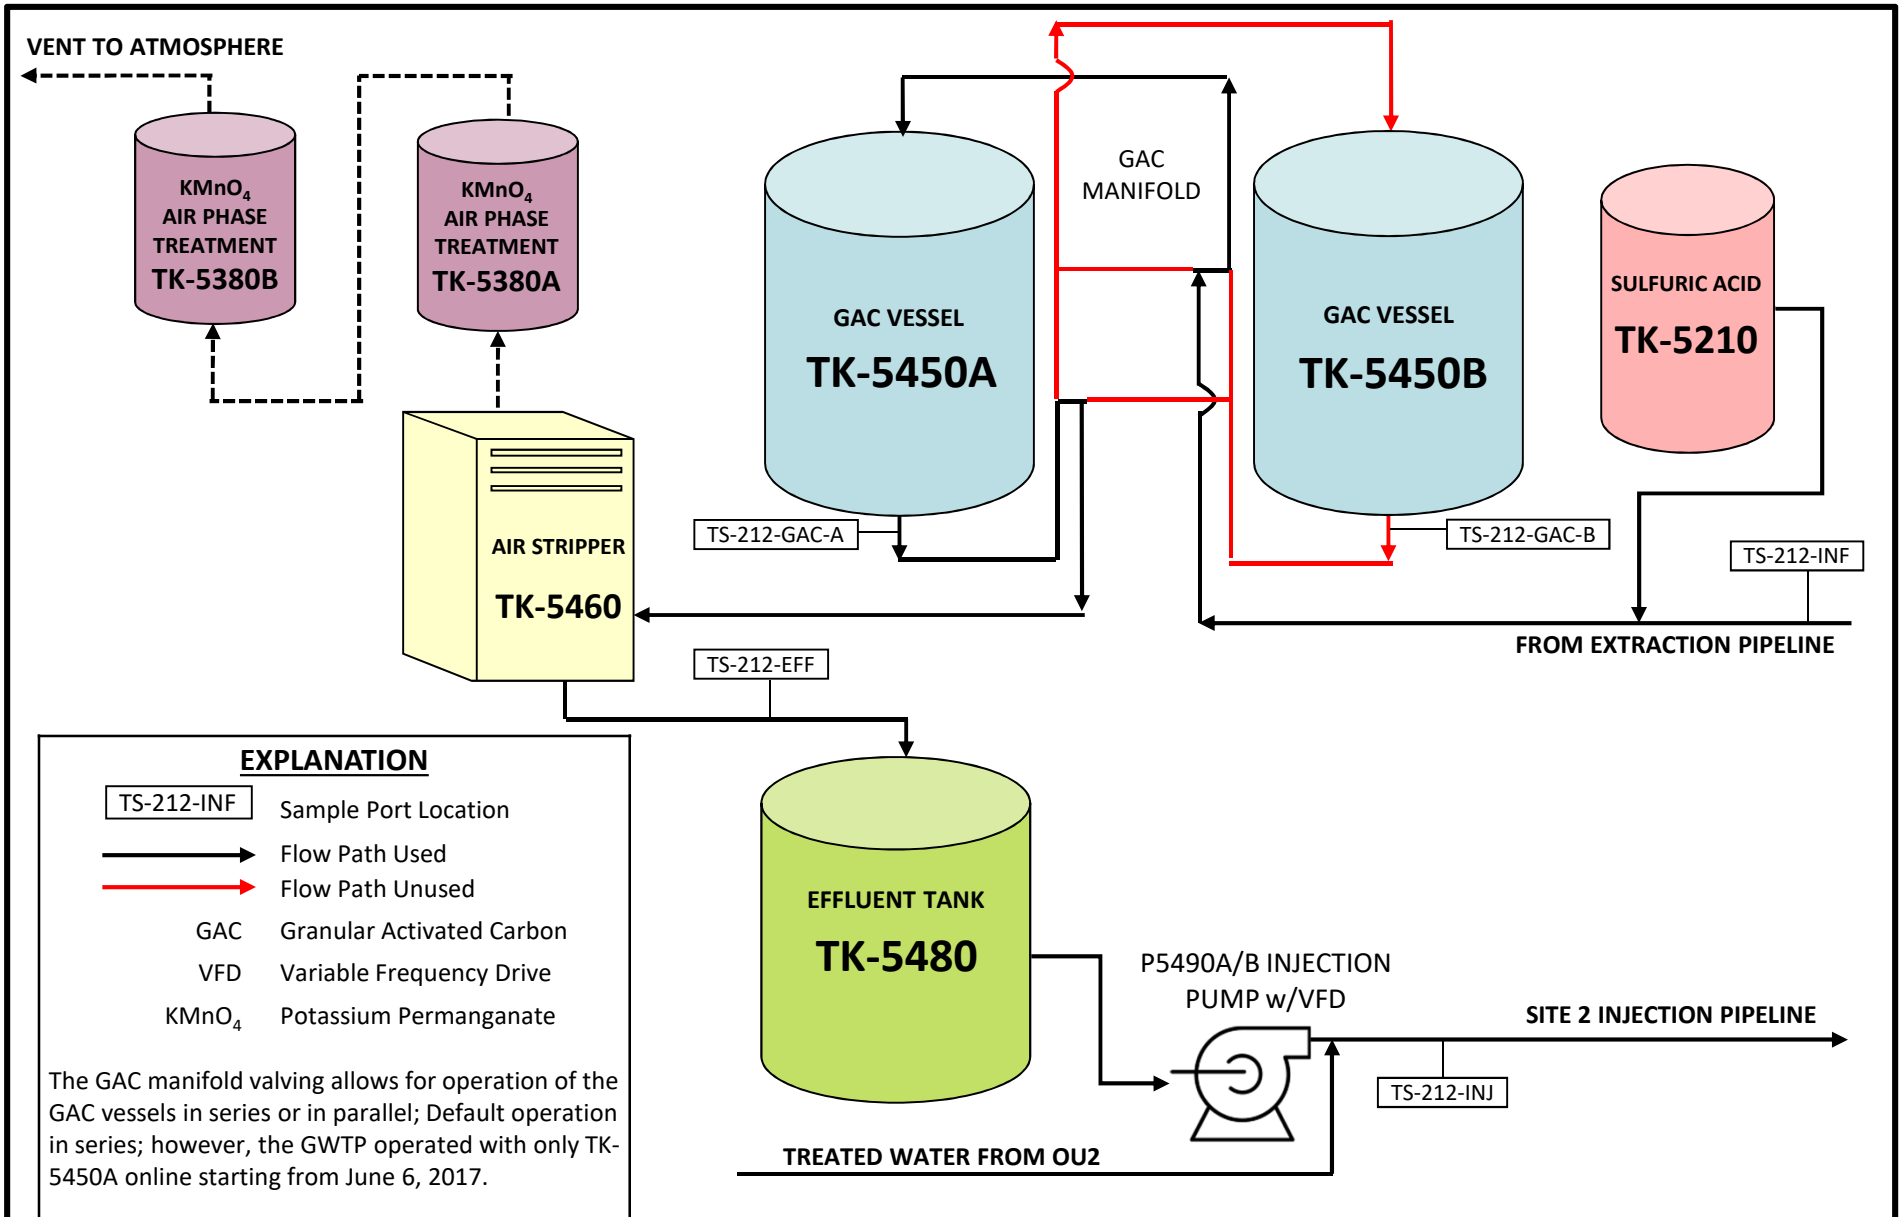 VENT TO ATMOSPHERE
KMnO₄
AIR PHASE
TREATMENT
TK-5380B
KMnO₄
AIR PHASE
TREATMENT
TK-5380A
GAC
MANIFOLD
GAC VESSEL
TK-5450A
GAC VESSEL
TK-5450B
SULFURIC ACID
TK-5210
TS-212-GAC-A
TS-212-GAC-B
TS-212-INF
FROM EXTRACTION PIPELINE
AIR STRIPPER
TK-5460
TS-212-EFF
EFFLUENT TANK
TK-5480
P5490A/B INJECTION
PUMP w/VFD
SITE 2 INJECTION PIPELINE
TS-212-INJ
TREATED WATER FROM OU2
EXPLANATION
TS-212-INF Sample Port Location
Flow Path Used
Flow Path Unused
GAC Granular Activated Carbon
VFD Variable Frequency Drive
KMnO₄ Potassium Permanganate
The GAC manifold valving allows for operation of the
GAC vessels in series or in parallel; Default operation
in series; however, the GWTP operated with only TK-
5450A online starting from June 6, 2017.